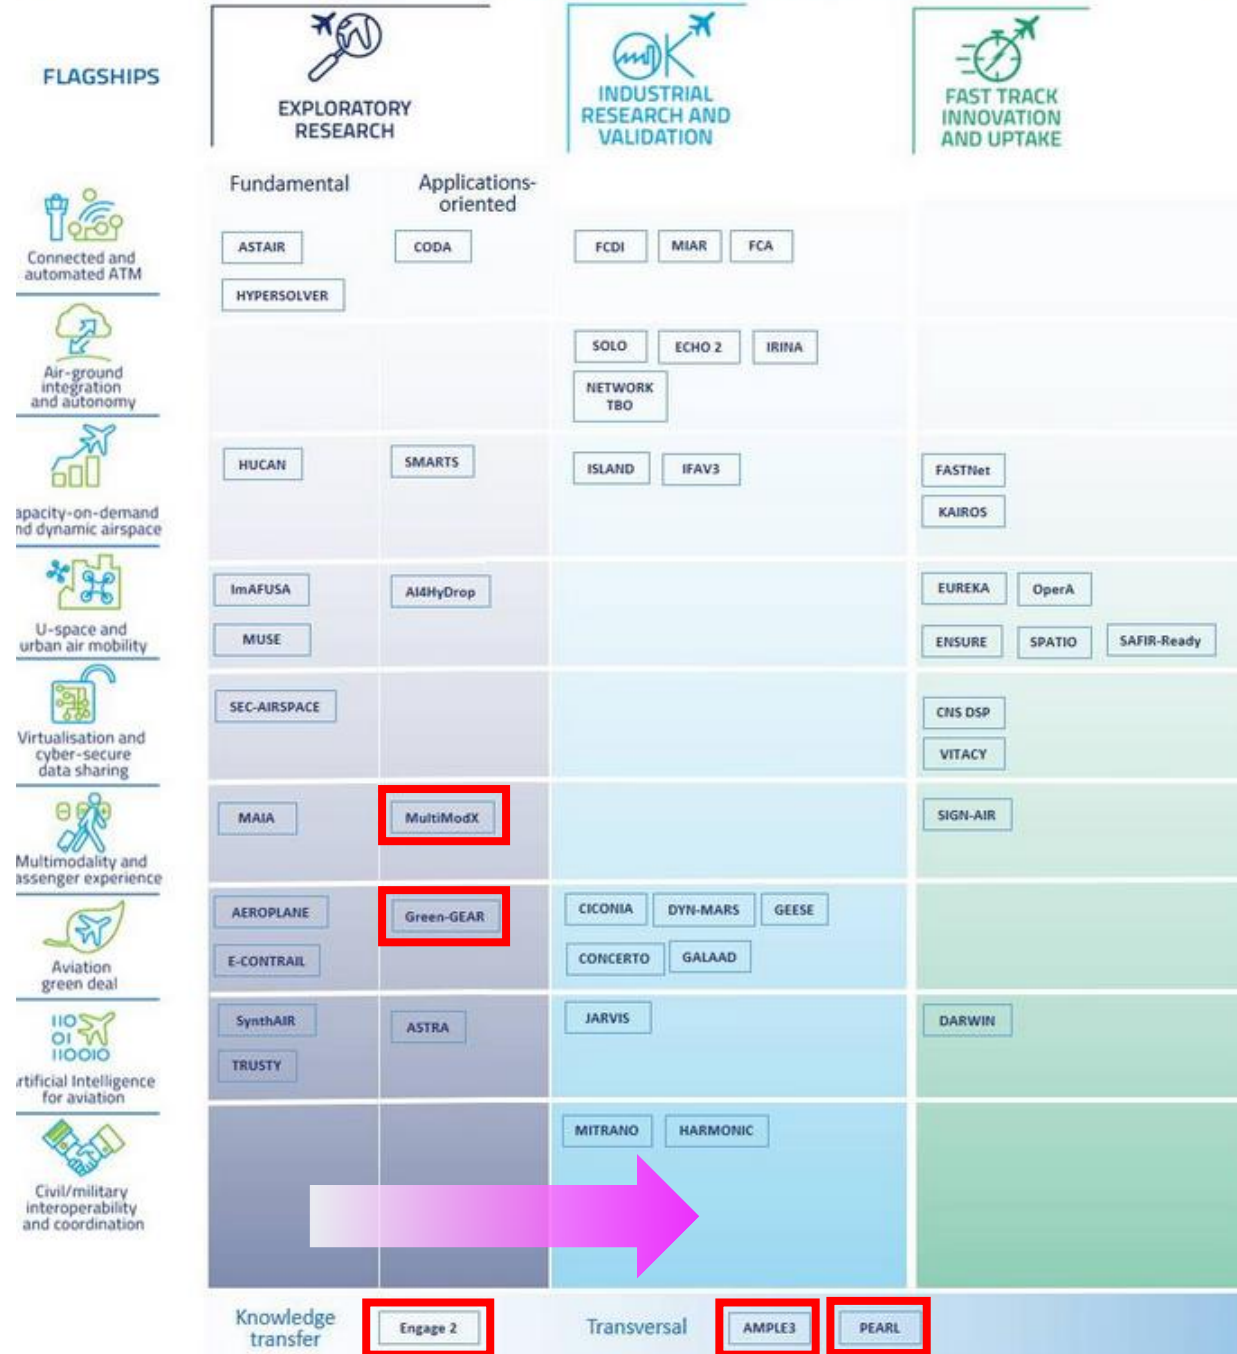 FLAGSHIPS
EXPLORATORY
RESEARCH
INDUSTRIAL
RESEARCH AND
VALIDATION
FAST TRACK
INNOVATION
AND UPTAKE
Fundamental
Applications-
oriented
Connected and
automated ATM
ASTAIR
HYPERSOLVER
CODA
FCDI
MIAR
FCA
Air-ground
integration
and autonomy
SOLO
ECHO 2
IRINA
NETWORK
TBO
apacity-on-demand
nd dynamic airspace
HUCAN
SMARTS
ISLAND
IFAV3
FASTNet
KAIROS
U-space and
urban air mobility
ImAFUSA
MUSE
AI4HyDrop
EUREKA
OperA
ENSURE
SPATIO
SAFIR-Ready
Virtualisation and
cyber-secure
data sharing
SEC-AIRSPACE
CNS DSP
VITACY
Multimodality and
assenger experience
MAIA
MultiModX
SIGN-AIR
Aviation
green deal
AEROPLANE
E-CONTRAIL
Green-GEAR
CICONIA
DYN-MARS
GEESE
CONCERTO
GALAAD
110
01
110010
rtificial Intelligence
for aviation
SynthAIR
TRUSTY
ASTRA
JARVIS
DARWIN
Civil/military
interoperability
and coordination
MITRANO
HARMONIC
Knowledge
transfer
Engage 2
Transversal
AMPLE3
PEARL